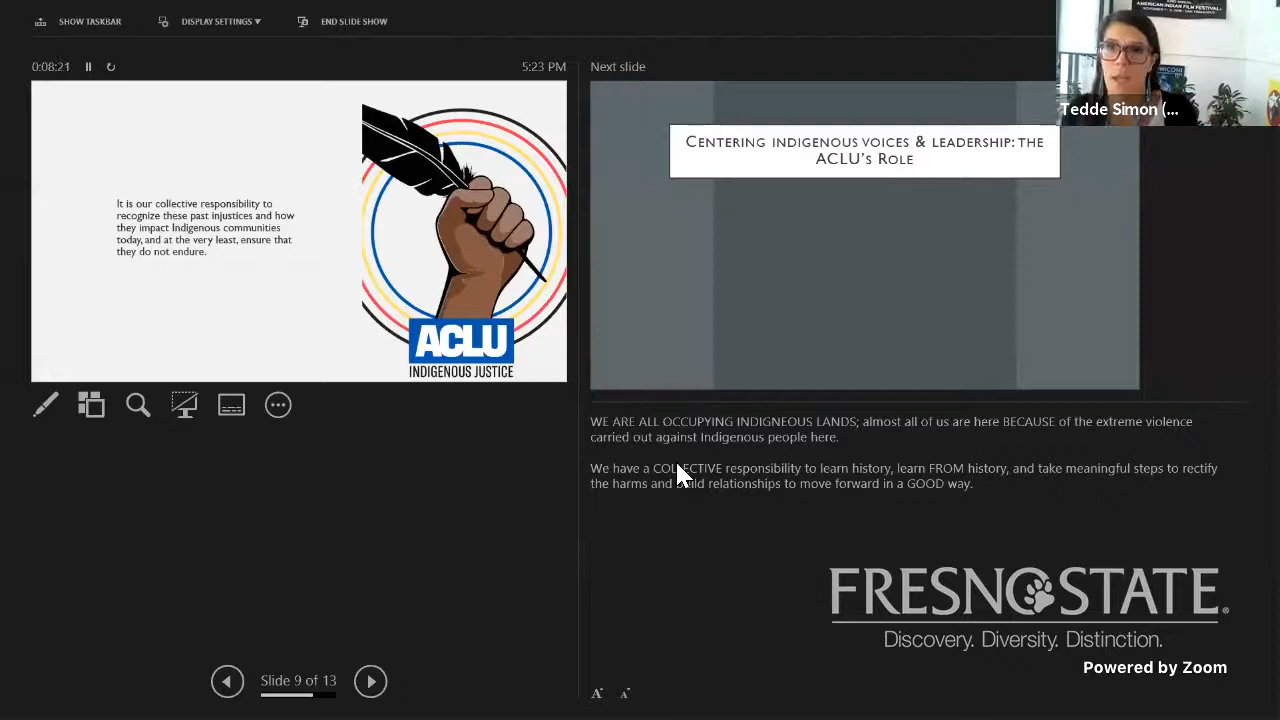 SHOW TASKBAR
DISPLAY SETTINGS ▼
END SLIDE SHOW
0:08:21
5:23 PM
Next slide
It is our collective responsibility to
recognize these past injustices and how
they impact Indigenous communities
today, and at the very least, ensure that
they do not endure.
ACLU
INDIGENOUS JUSTICE
CENTERING INDIGENOUS VOICES & LEADERSHIP: THE
ACLU'S ROLE
AMERICAN INDIAN FILM FESTIVAL
WICONI
Tedde Simon (...
WE ARE ALL OCCUPYING INDIGNEOUS LANDS; almost all of us are here BECAUSE of the extreme violence
carried out against Indigenous people here.
We have a COLLECTIVE responsibility to learn history, learn FROM history, and take meaningful steps to rectify
the harms and build relationships to move forward in a GOOD way.
FRESNO STATE
Discovery. Diversity. Distinction.
Powered by Zoom
Slide 9 of 13
A A